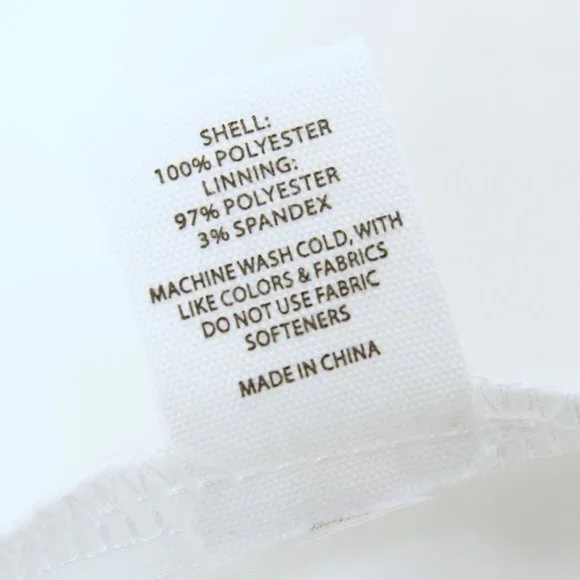 SHELL:
100% POLYESTER
LINNING:
97% POLYESTER
3% SPANDEX
MACHINE WASH COLD, WITH
LIKE COLORS & FABRICS
DO NOT USE FABRIC
SOFTENERS
MADE IN CHINA